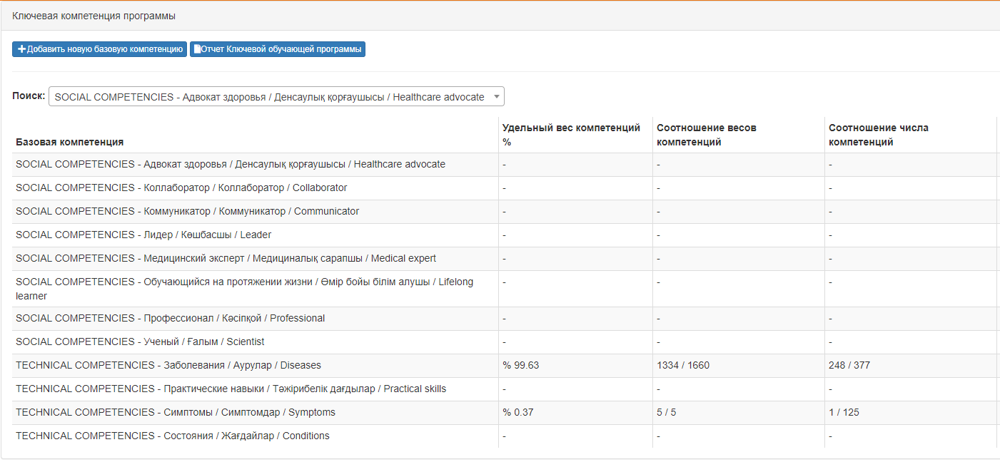 Ключевая компетенция программы
Добавить новую базовую компетенцию Отчет Ключевой обучающей программы
Поиск: SOCIAL COMPETENCIES - Адвокат здоровья / Денсаулық қорғаушысы / Healthcare advocate
Базовая компетенция
Удельный вес компетенций
%
Соотношение весов
компетенций
Соотношение числа
компетенций
SOCIAL COMPETENCIES - Адвокат здоровья / Денсаулық қорғаушысы / Healthcare advocate - - -
SOCIAL COMPETENCIES - Коллаборатор / Коллаборатор / Collaborator - - -
SOCIAL COMPETENCIES - Коммуникатор / Коммуникатор / Communicator - - -
SOCIAL COMPETENCIES - Лидер / Көшбасшы / Leader - - -
SOCIAL COMPETENCIES - Медицинский эксперт / Медициналық сарапшы / Medical expert - - -
SOCIAL COMPETENCIES - Обучающийся на протяжении жизни / Өмір бойы білім алушы / Lifelong - - -
learner
SOCIAL COMPETENCIES - Профессионал / Кәсіпқой / Professional - - -
SOCIAL COMPETENCIES - Ученый / Ғалым / Scientist - - -
TECHNICAL COMPETENCIES - Заболевания / Аурулар / Diseases % 99.63 1334 / 1660 248 / 377
TECHNICAL COMPETENCIES - Практические навыки / Тәжірибелік дағдылар / Practical skills - - -
TECHNICAL COMPETENCIES - Симптомы / Симптомдар / Symptoms % 0.37 5 / 5 1 / 125
TECHNICAL COMPETENCIES - Состояния / Жағдайлар / Conditions - - -